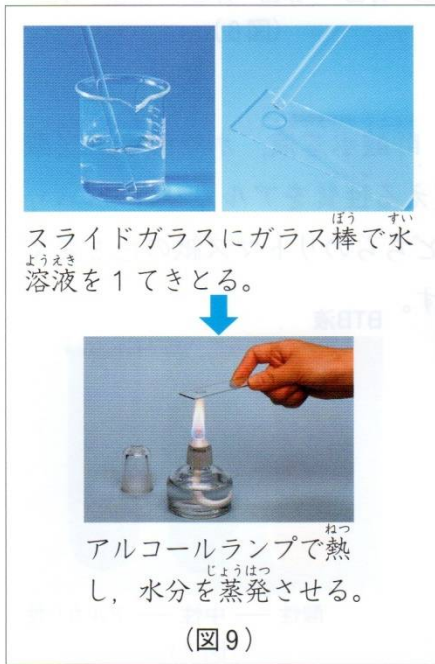 スライドガラスにガラス棒で水
溶液を1てきとる。
アルコールランプで熱
し，水分を蒸発させる。
(図9)